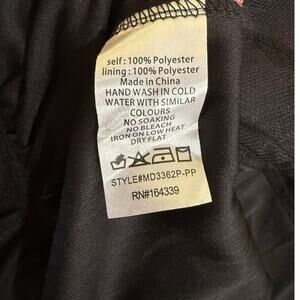 self : 100% Polyester
lining : 100% Polyester
Made in China
HAND WASH IN COLD
WATER WITH SIMILAR
COLOURS
NO SOAKING
NO BLEACH
IRON ON LOW HEAT
DRY FLAT
STYLE#MD3362P-PP
RN#164339